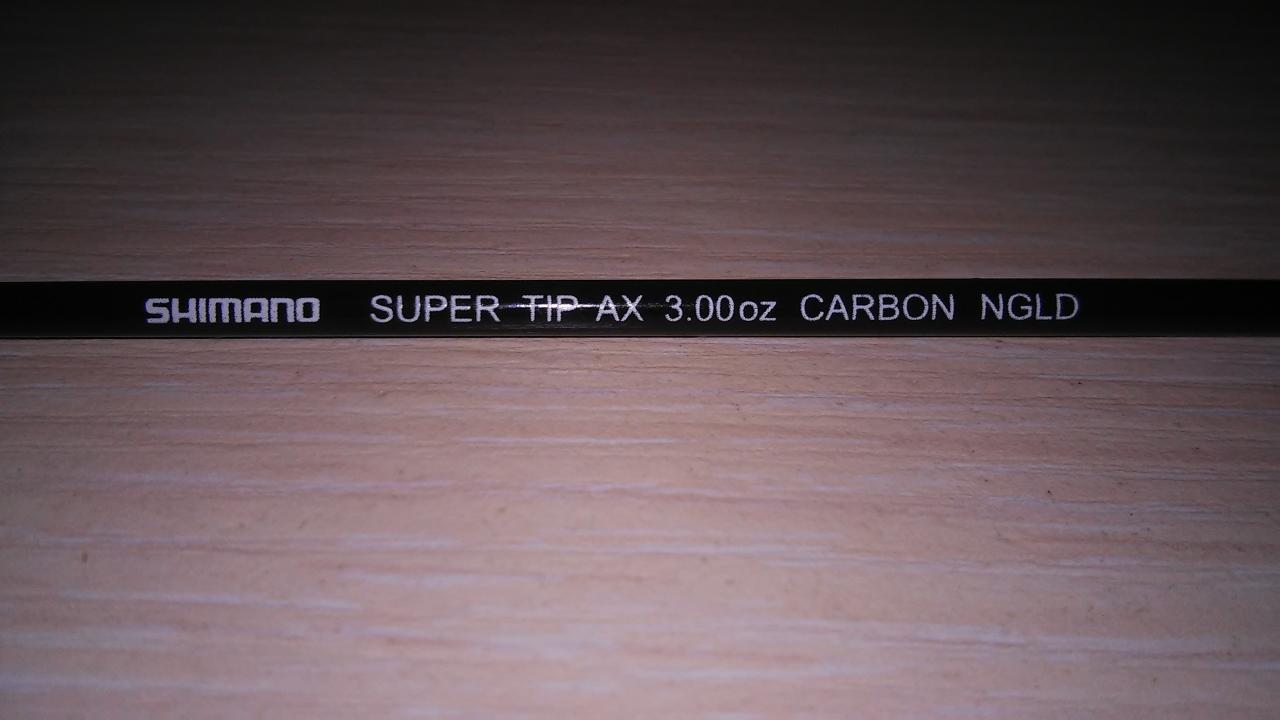 SHIMANO SUPER TIP AX 3.00oz CARBON NGLD